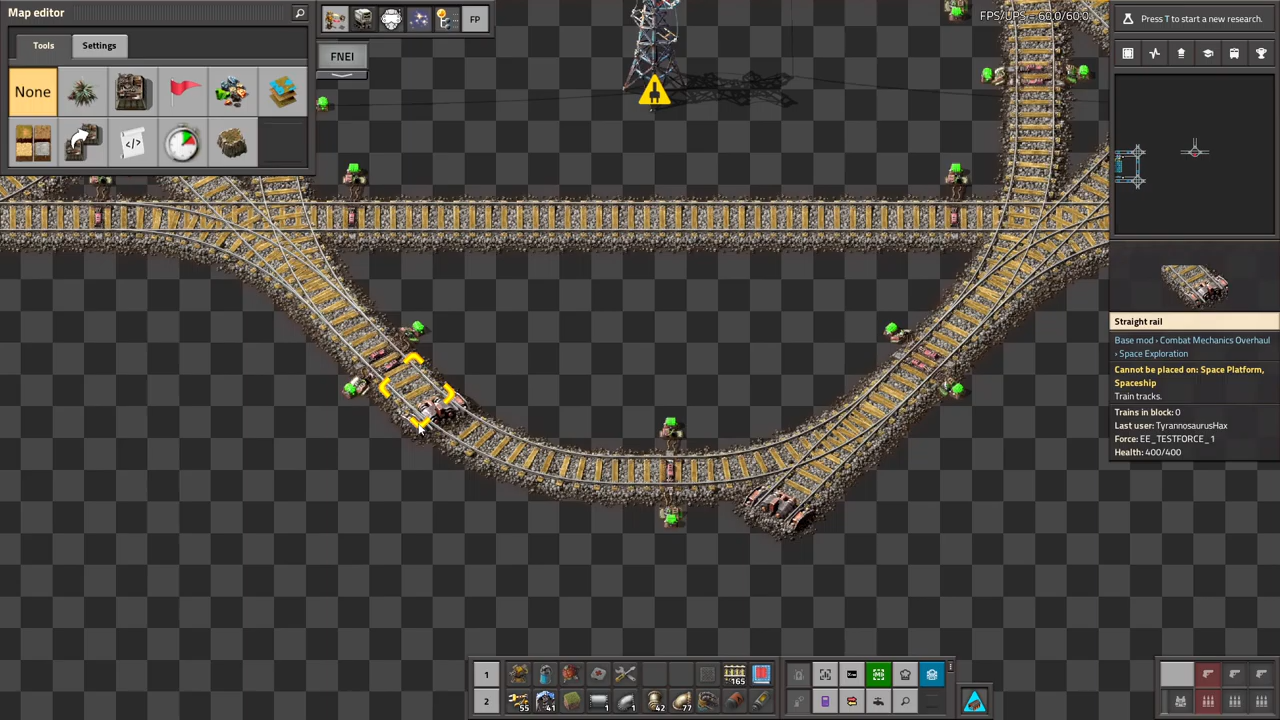 Map editor
FP
FPS/UPS = 60.0/60.0
Press T to start a new research.
Tools
Settings
FNEI
None
</>
Straight rail
Base mod › Combat Mechanics Overhaul
› Space Exploration
Cannot be placed on: Space Platform,
Spaceship
Train tracks.
Trains in block: 0
Last user: TyrannosaurusHax
Force: EE_TESTFORCE_1
Health: 400/400
1
165
2
55
41
1
1
42
77